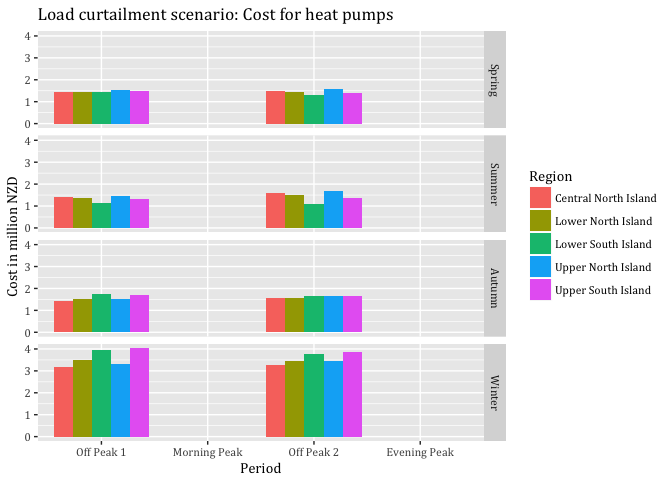 Load curtailment scenario: Cost for heat pumps
Cost in million NZD
4
3
2
1
0
Spring
4
3
2
1
0
Summer
4
3
2
1
0
Autumn
4
3
2
1
0
Winter
Off Peak 1
Morning Peak
Off Peak 2
Evening Peak
Period
Region
Central North Island
Lower North Island
Lower South Island
Upper North Island
Upper South Island